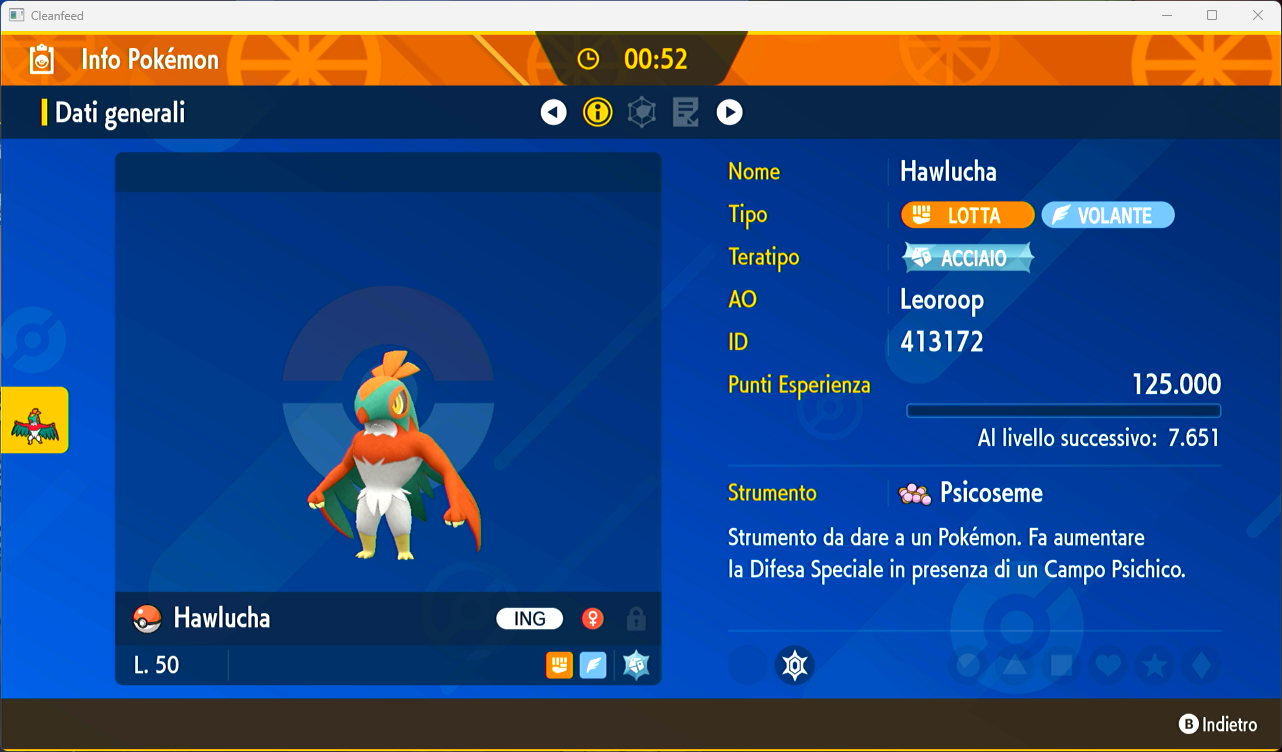 Cleanfeed
Info Pokémon
00:52
Dati generali
Nome Hawlucha
Tipo LOTTA VOLANTE
Teratipo ACCIAIO
AO Leoroop
ID 413172
Punti Esperienza 125.000
Al livello successivo: 7.651
Strumento Psicoseme
Strumento da dare a un Pokémon. Fa aumentare
la Difesa Speciale in presenza di un Campo Psichico.
Hawlucha ING
L. 50
B Indietro